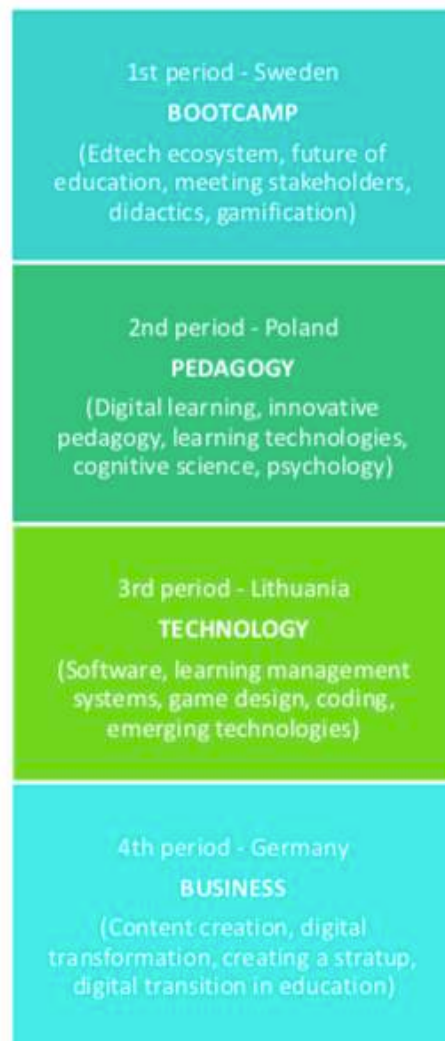 1st period - Sweden
BOOTCAMP
(Edtech ecosystem, future of
education, meeting stakeholders,
didactics, gamification)
2nd period - Poland
PEDAGOGY
(Digital learning, innovative
pedagogy, learning technologies,
cognitive science, psychology)
3rd period - Lithuania
TECHNOLOGY
(Software, learning management
systems, game design, coding,
emerging technologies)
4th period - Germany
BUSINESS
(Content creation, digital
transformation, creating a stratup,
digital transition in education)